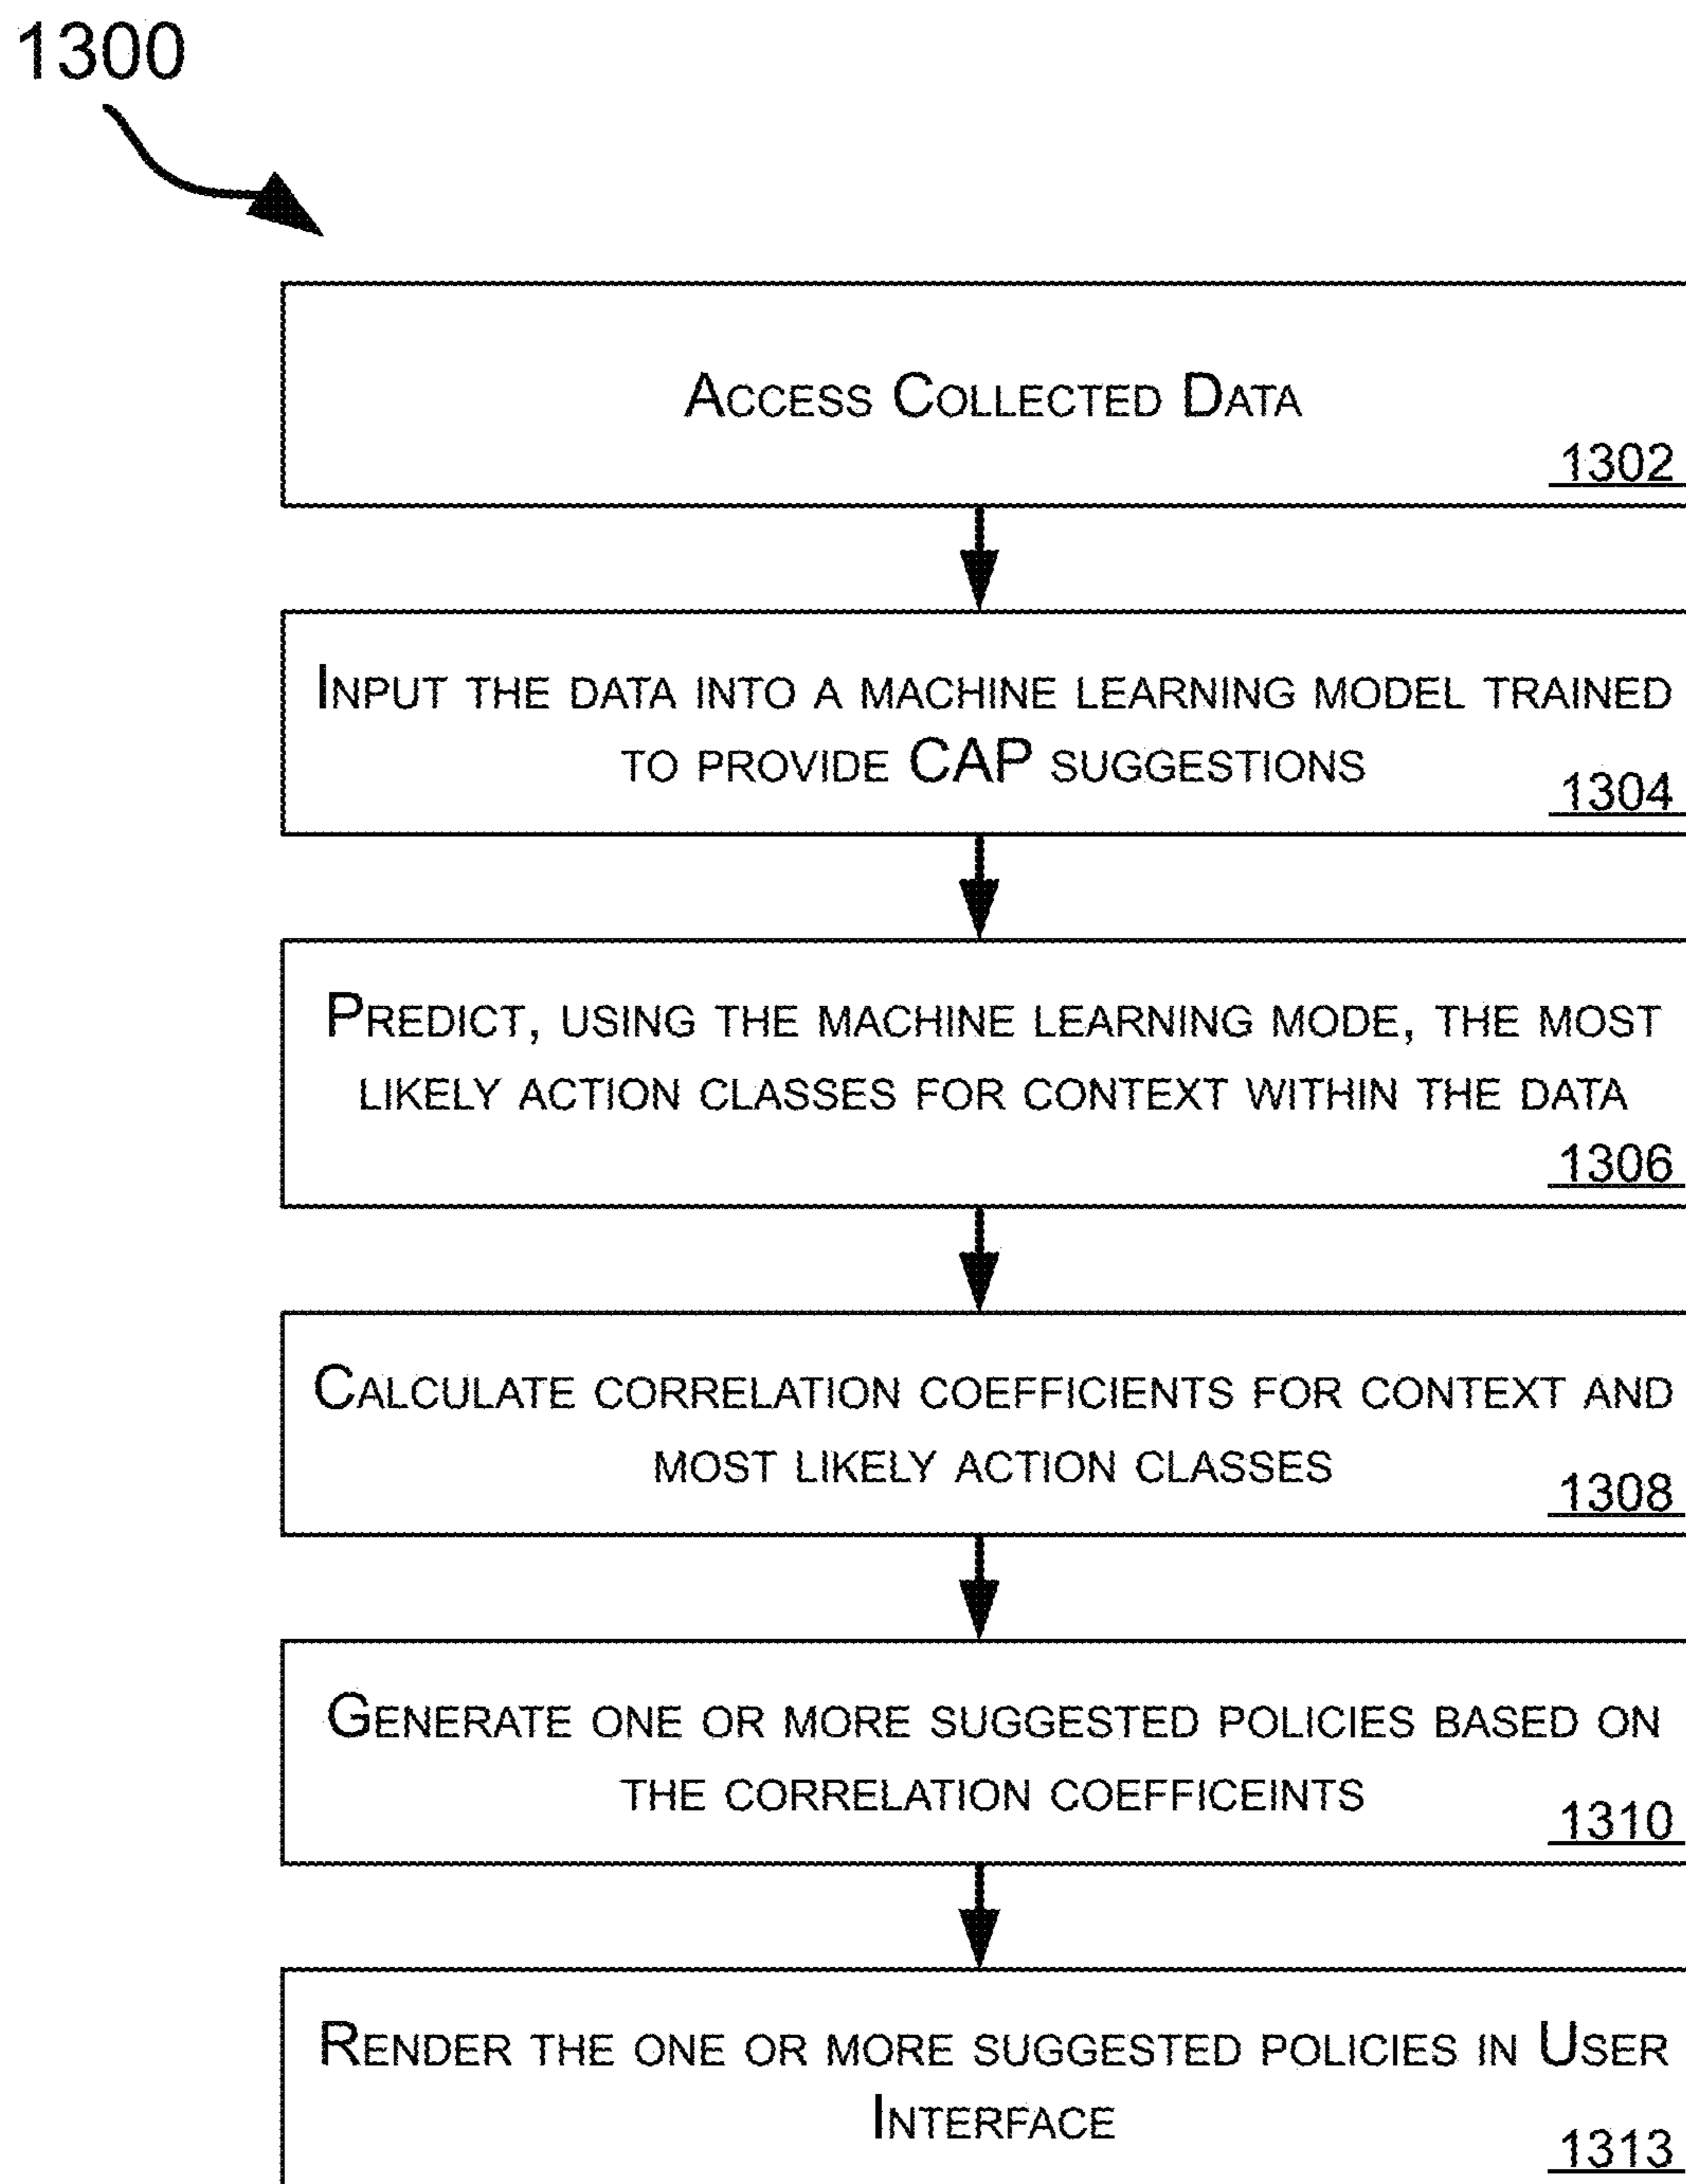 1300
Access Collected Data
1302
Input the data into a machine learning model trained
to provide CAP suggestions
1304
Predict, using the machine learning mode, the most
likely action classes for context within the data
1306
Calculate correlation coefficients for context and
most likely action classes
1308
Generate one or more suggested policies based on
the correlation coefficeints
1310
Render the one or more suggested policies in User
Interface
1313